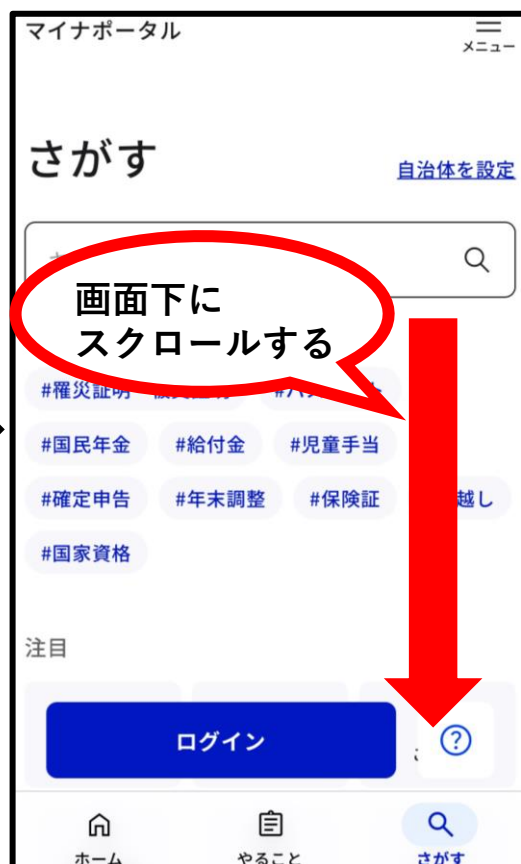 マイナポータル
メニュー
さがす
自治体を設定
画面下に
スクロールする
#罹災証明
#国民年金 #給付金 #児童手当
#確定申告 #年末調整 #保険証 越し
#国家資格
注目
ログイン
ホーム やること さがす